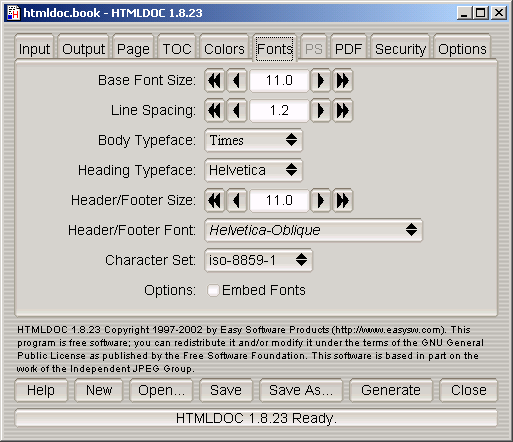 htmldoc.book - HTMLDOC 1.8.23
Input Output Page TOC Colors Fonts PS PDF Security Options
Base Font Size: 11.0
Line Spacing: 1.2
Body Typeface: Times
Heading Typeface: Helvetica
Header/Footer Size: 11.0
Header/Footer Font: Helvetica-Oblique
Character Set: iso-8859-1
Options: Embed Fonts
HTMLDOC 1.8.23 Copyright 1997-2002 by Easy Software Products (http://www.easysw.com). This
program is free software; you can redistribute it and/or modify it under the terms of the GNU General
Public License as published by the Free Software Foundation. This software is based in part on the
work of the Independent JPEG Group.
Help New Open... Save Save As... Generate Close
HTMLDOC 1.8.23 Ready.